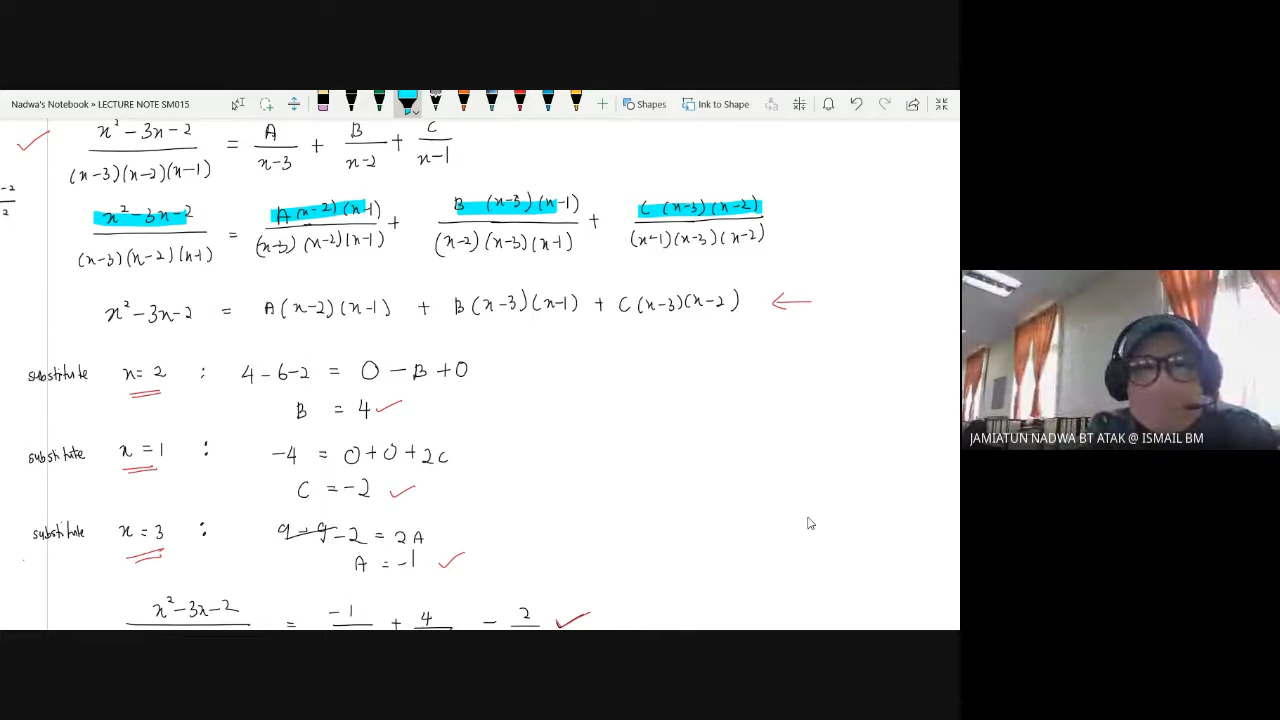 Nadwa's Notebook » LECTURE NOTE SM015
Shapes
Ink to Shape
x² - 3x - 2 / (x-3)(x-2)(x-1) = A / x-3 + B / x-2 + C / x-1
-2 / 2
x² - 3x - 2 / (x-3)(x-2)(x-1) = A(x-2)(x-1) / (x-3)(x-2)(x-1) + B(x-3)(x-1) / (x-2)(x-3)(x-1) + C(x-3)(x-2) / (x-1)(x-3)(x-2)
x² - 3x - 2 = A(x-2)(x-1) + B(x-3)(x-1) + C(x-3)(x-2) ←
substitute x = 2 : 4 - 6 - 2 = 0 - B + 0
B = 4 ✓
substitute x = 1 : -4 = 0 + 0 + 2C
C = -2 ✓
substitute x = 3 : 9 - 9 - 2 = 2A
A = -1 ✓
x² - 3x - 2 = -1 + 4 - 2 ✓
JAMIATUN NADWA BT ATAK @ ISMAIL BM